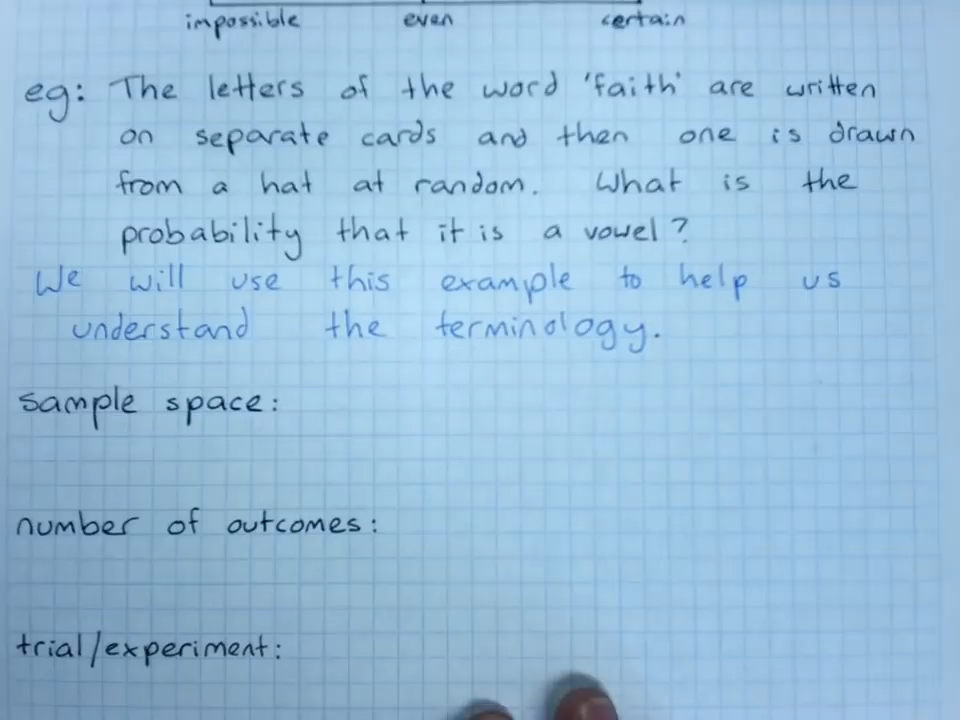 impossible even certain
eg: The letters of the word 'faith' are written
on separate cards and then one is drawn
from a hat at random. What is the
probability that it is a vowel?
We will use this example to help us
understand the terminology.
sample space:
number of outcomes:
trial/experiment: